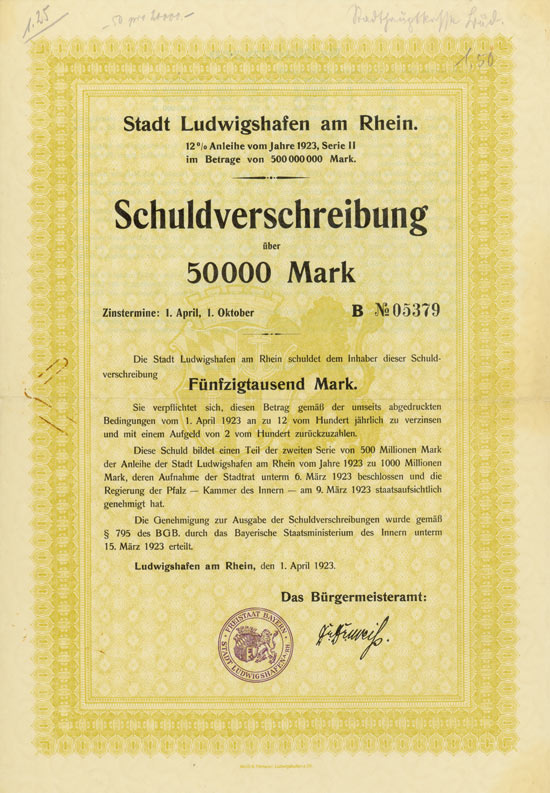 1.25
Stadt Ludwigshafen am Rhein.
12% Anleihe vom Jahre 1923, Serie II
im Betrage von 500 000 000 Mark.
Schuldverschreibung
über
50000 Mark
Zinstermine: 1. April, 1. Oktober
B № 05379
Die Stadt Ludwigshafen am Rhein schuldet dem Inhaber dieser Schuld-
verschreibung
Fünfzigtausend Mark.
Sie verpflichtet sich, diesen Betrag gemäß der umseits abgedruckten
Bedingungen vom 1. April 1923 an zu 12 vom Hundert jährlich zu verzinsen
und mit einem Aufgeld von 2 vom Hundert zurückzuzahlen.
Diese Schuld bildet einen Teil der zweiten Serie von 500 Millionen Mark
der Anleihe der Stadt Ludwigshafen am Rhein vom Jahre 1923 zu 1000 Millionen
Mark, deren Aufnahme der Stadtrat unterm 6. März 1923 beschlossen und die
Regierung der Pfalz — Kammer des Innern — am 9. März 1923 staatsaufsichtlich
genehmigt hat.
Die Genehmigung zur Ausgabe der Schuldverschreibungen wurde gemäß
§ 795 des BGB. durch das Bayerische Staatsministerium des Innern unterm
15. März 1923 erteilt.
Ludwigshafen am Rhein, den 1. April 1923.
Das Bürgermeisteramt:
FREISTAAT BAYERN
STADT LUDWIGSHAFEN A. RH.